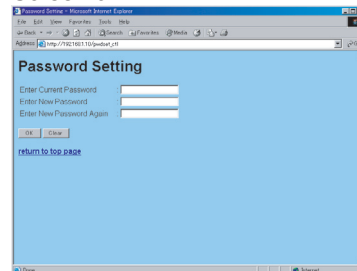 Password Setting - Microsoft Internet Explorer
File Edit View Favorites Tools Help
Back Search Favorites Media
Address http://192.168.1.10/pwdset_ctl
Password Setting
Enter Current Password :
Enter New Password :
Enter New Password Again :
OK Clear
return to top page
Done Internet